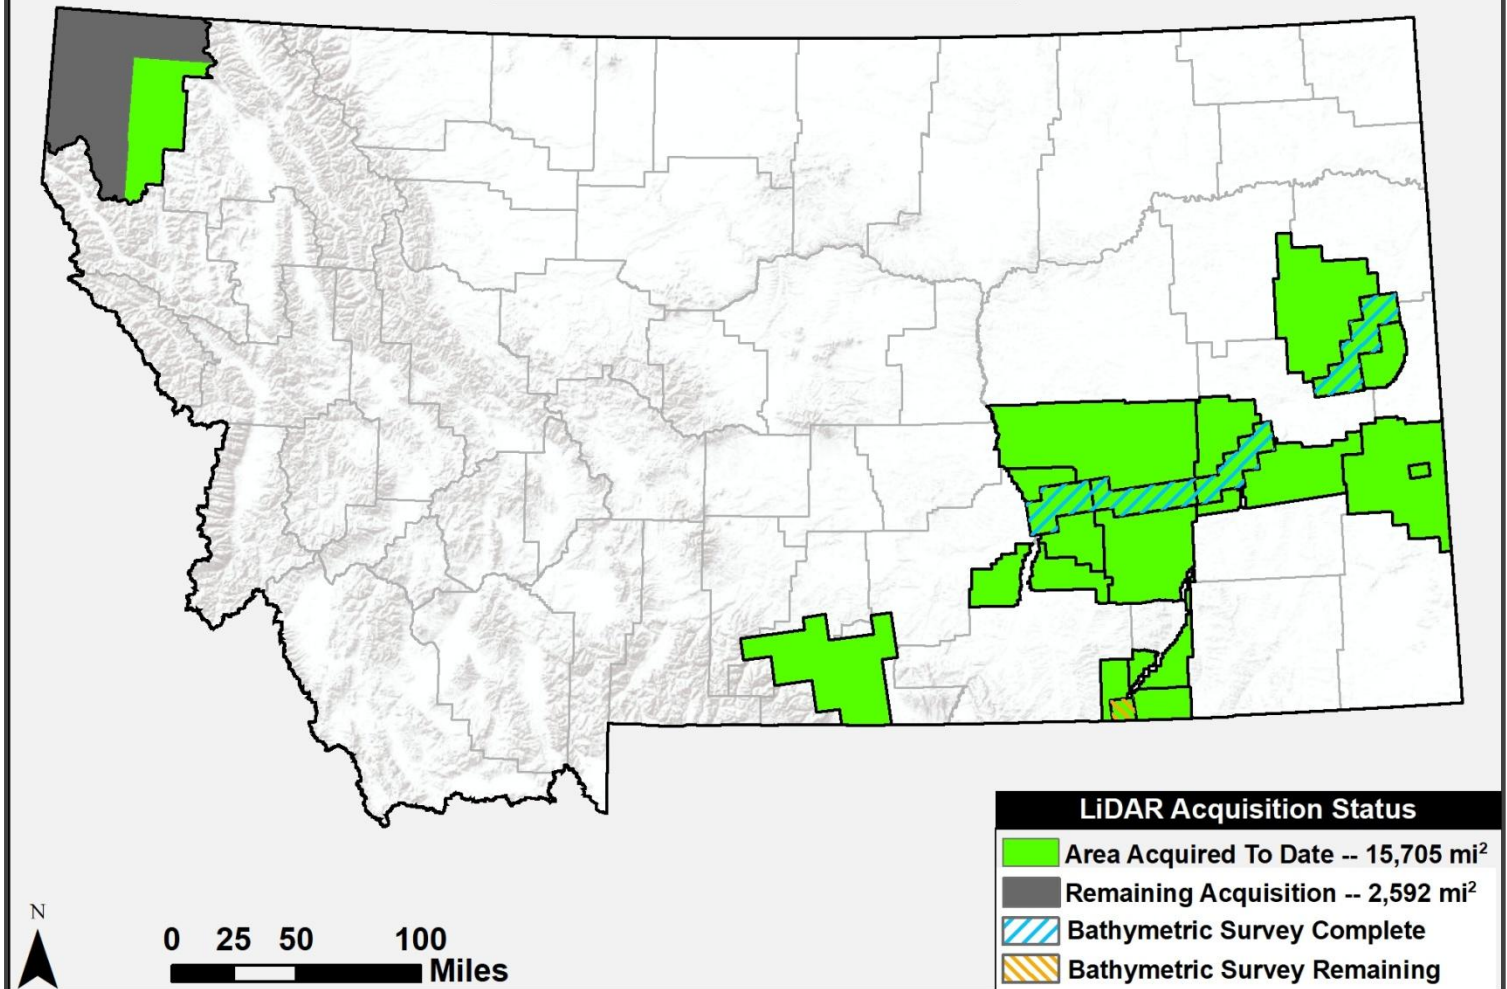 LiDAR Acquisition Status
Area Acquired To Date -- 15,705 mi²
Remaining Acquisition -- 2,592 mi²
Bathymetric Survey Complete
Bathymetric Survey Remaining
N
0 25 50 100
Miles